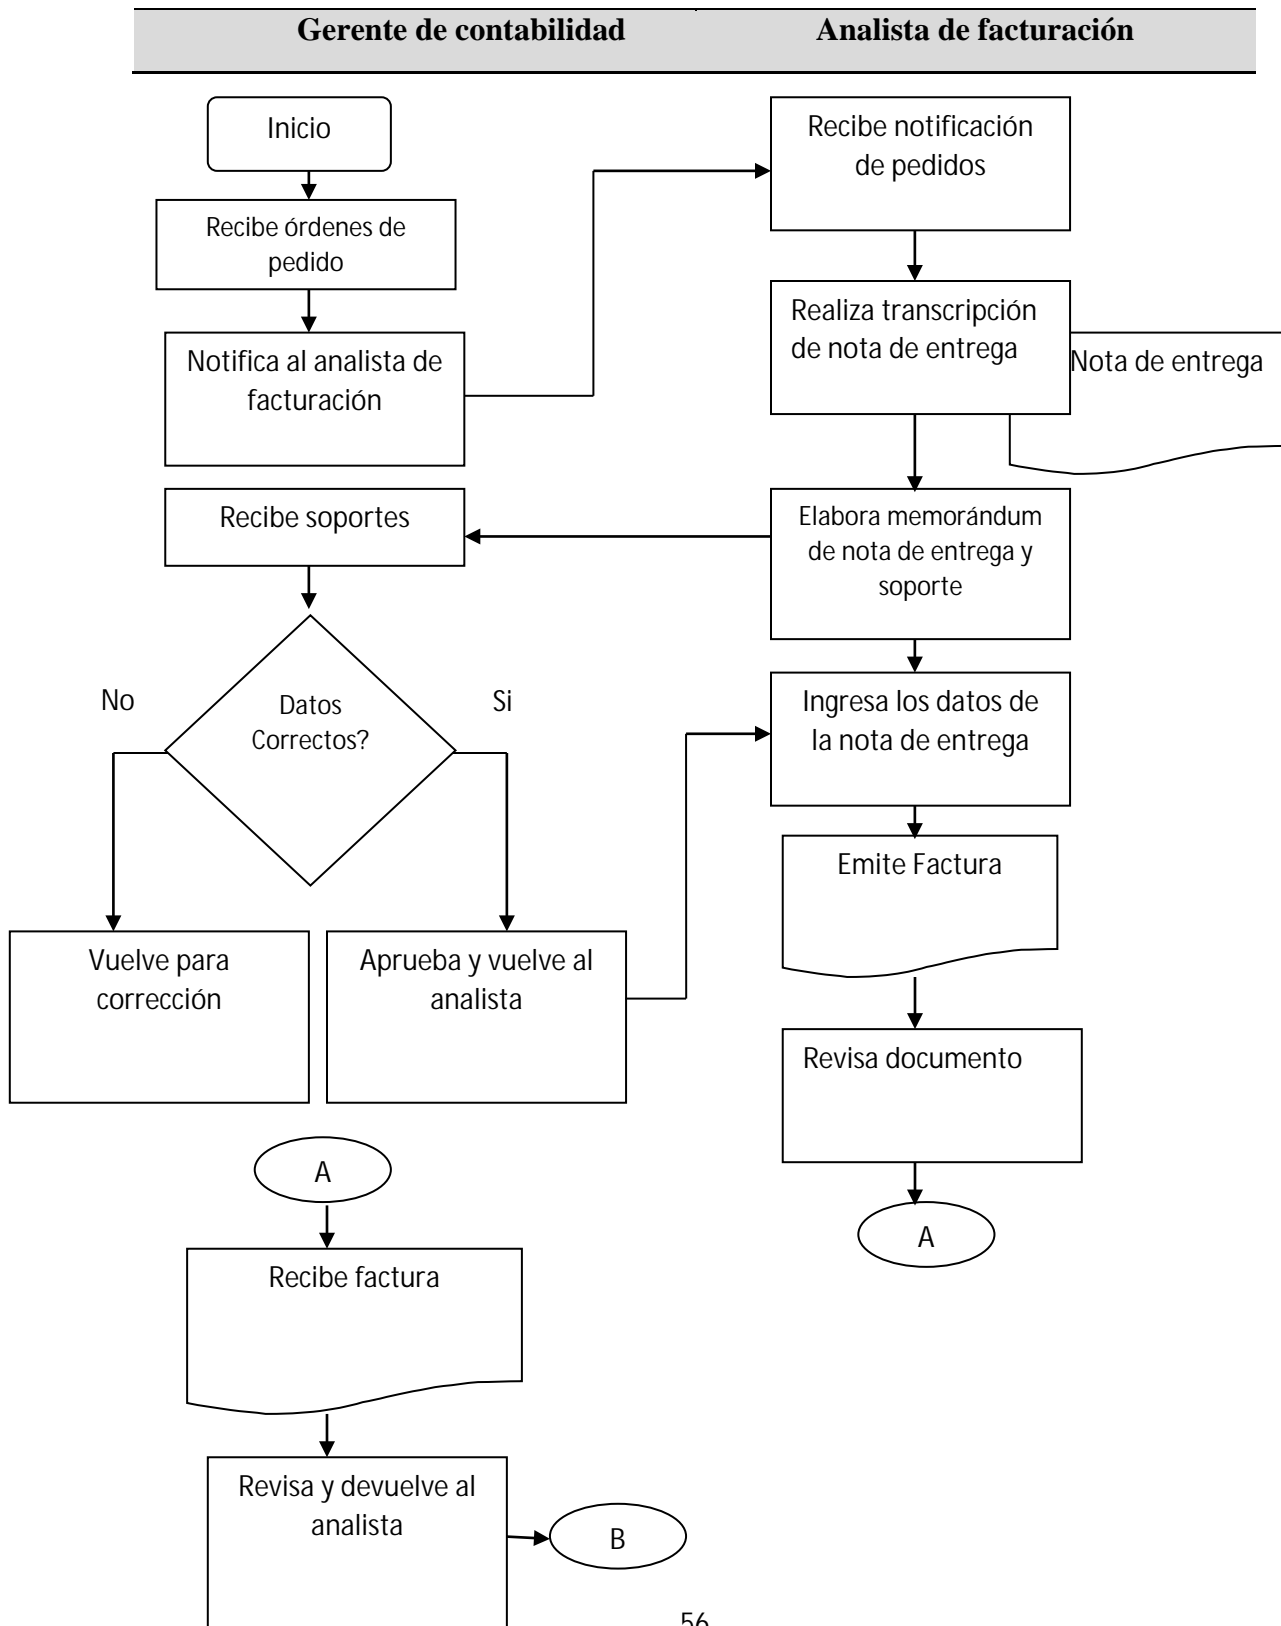 Gerente de contabilidad
Analista de facturación
Inicio
Recibe órdenes de
pedido
Notifica al analista de
facturación
Recibe notificación
de pedidos
Realiza transcripción
de nota de entrega
Nota de entrega
Elabora memorándum
de nota de entrega y
soporte
Recibe soportes
Datos
Correctos?
No
Si
Vuelve para
corrección
Aprueba y vuelve al
analista
Ingresa los datos de
la nota de entrega
Emite Factura
Revisa documento
A
A
Recibe factura
Revisa y devuelve al
analista
B
56